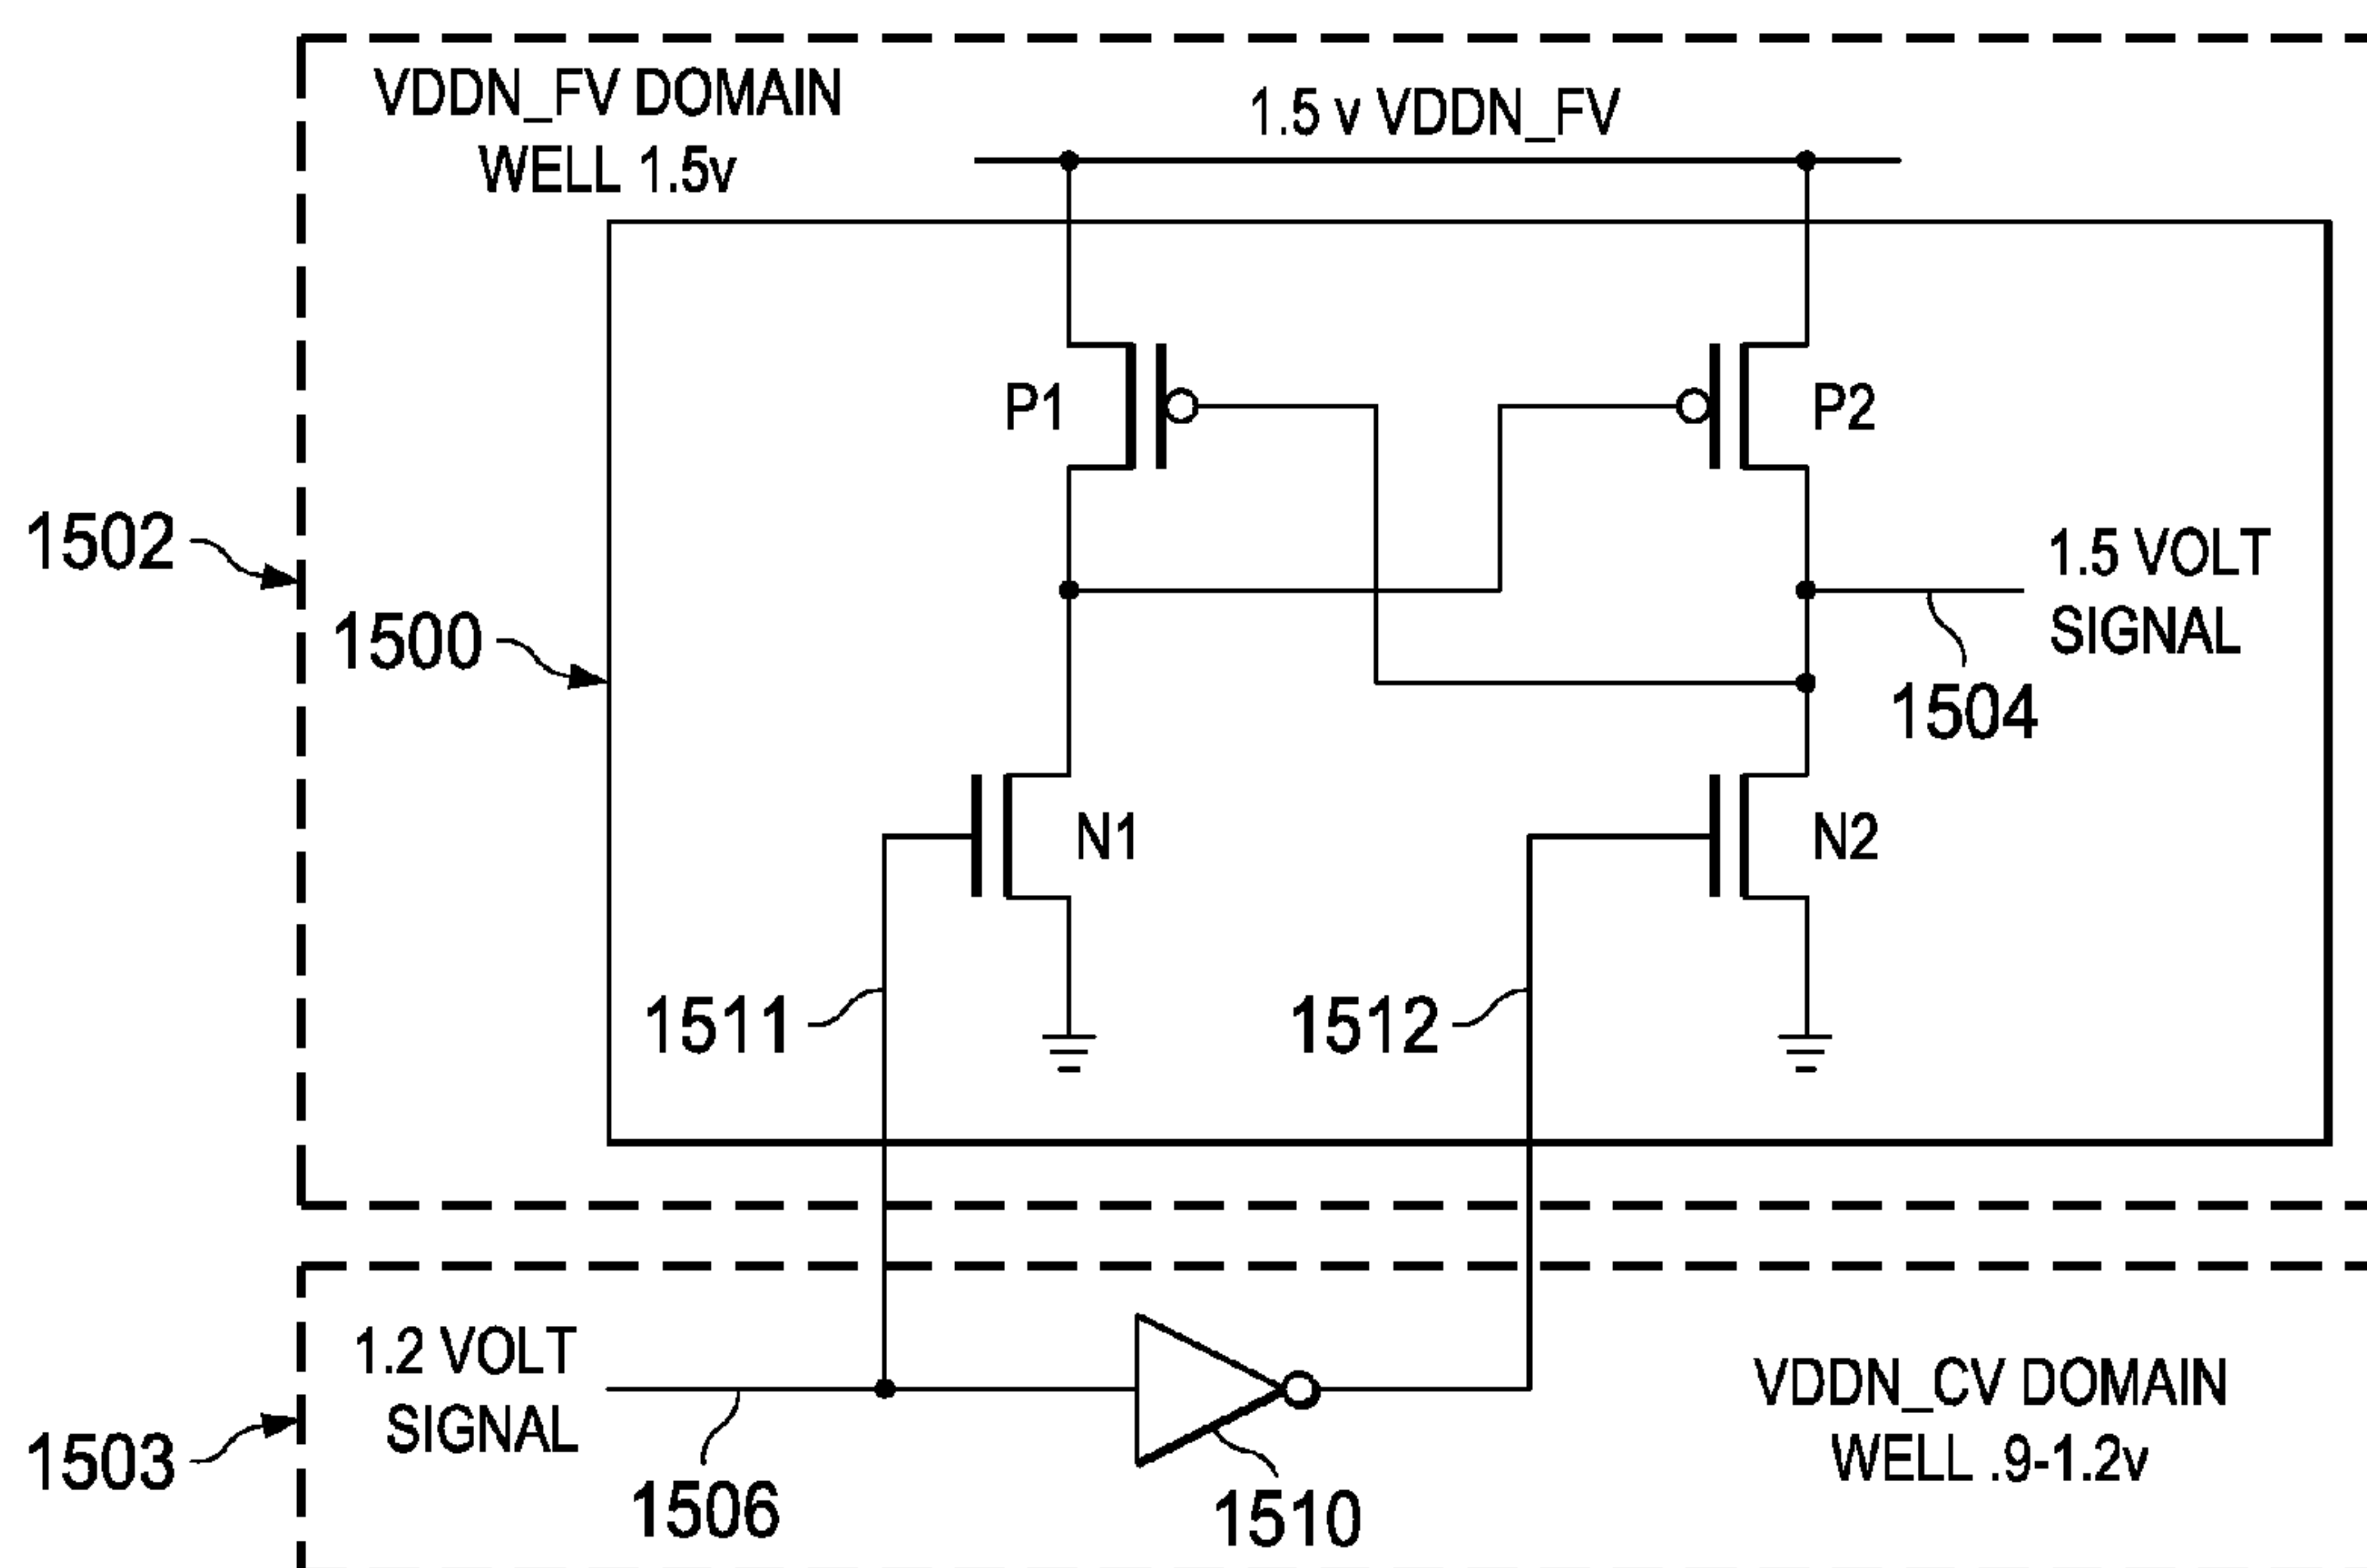 VDDN_FV DOMAIN
WELL 1.5v
1.5 v VDDN_FV
P1
P2
1502
1500
1.5 VOLT
SIGNAL
1504
N1
N2
1511
1512
1.2 VOLT
SIGNAL
VDDN_CV DOMAIN
WELL .9-1.2v
1503
1506
1510